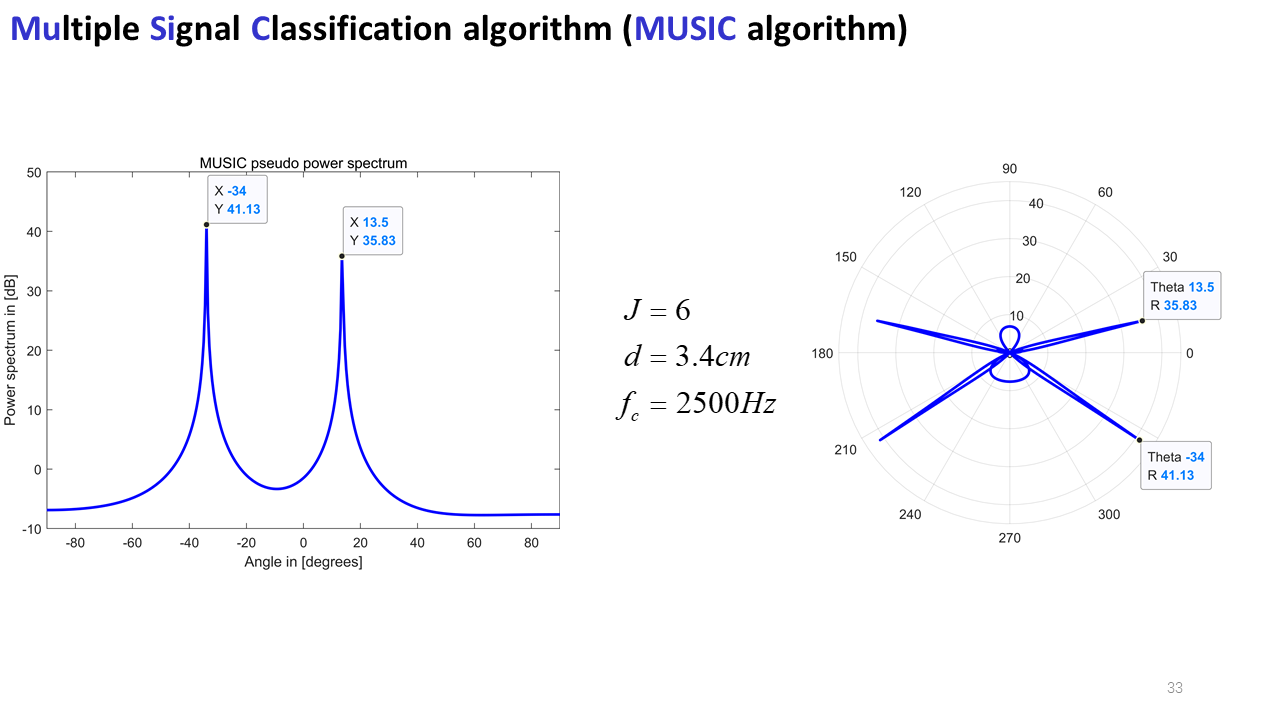 Multiple Signal Classification algorithm (MUSIC algorithm)
MUSIC pseudo power spectrum
50
40
30
20
10
0
-10
Power spectrum in [dB]
X -34
Y 41.13
X 13.5
Y 35.83
-80 -60 -40 -20 0 20 40 60 80
Angle in [degrees]
J = 6
d = 3.4cm
fc = 2500Hz
90
120 60
150 30
180 0
210
240 300
270
40
30
20
10
0
Theta 13.5
R 35.83
Theta -34
R 41.13
33